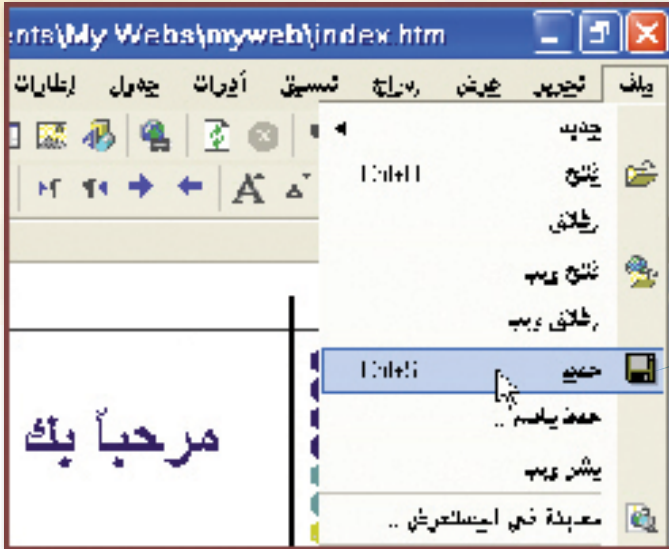 ents\My Webs\myweb\index.htm
ملف تحرير عرض إدراج تنسيق أدوات جدول إطارات
جديد
فتح Ctrl+O
إغلاق
فتح ويب
إغلاق ويب
حفظ Ctrl+S
حفظ باسم ..
نشر ويب
معاينة في المستعرض ..
مرحباً بك